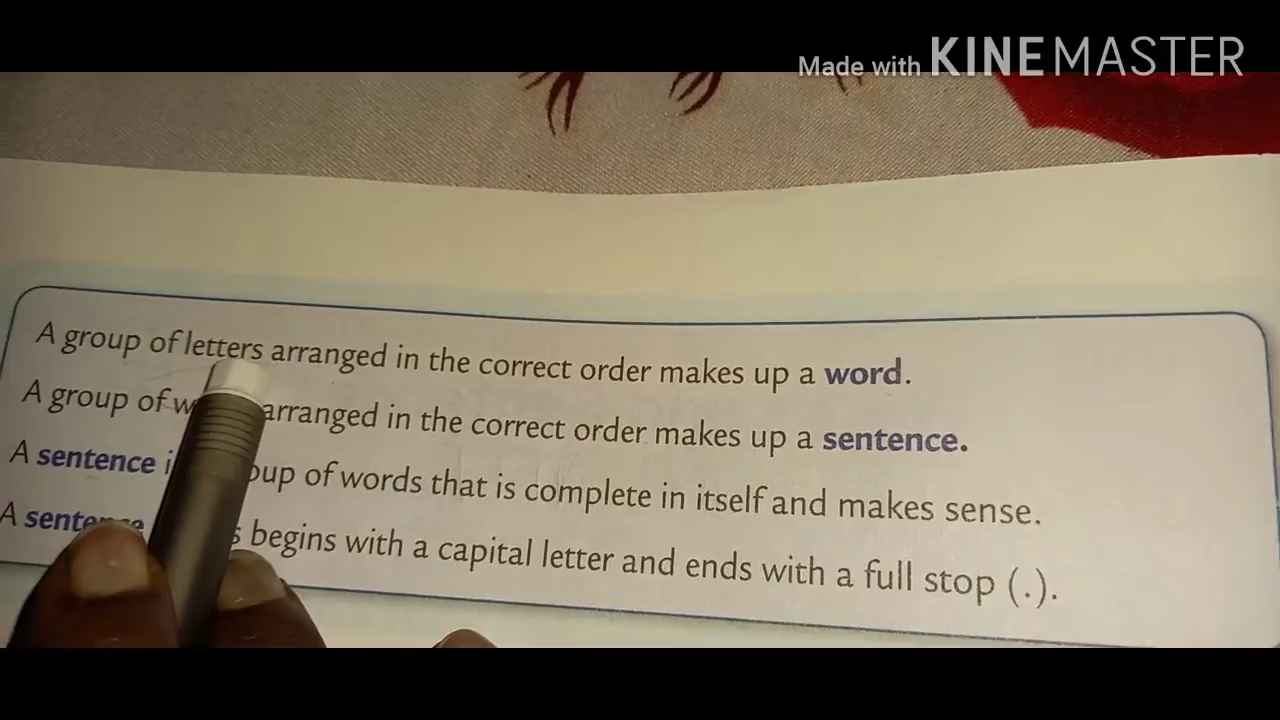 Made with KINEMASTER
A group of letters arranged in the correct order makes up a word.
A group of arranged in the correct order makes up a sentence.
A sentence of words that is complete in itself and makes sense.
A begins with a capital letter and ends with a full stop (.).